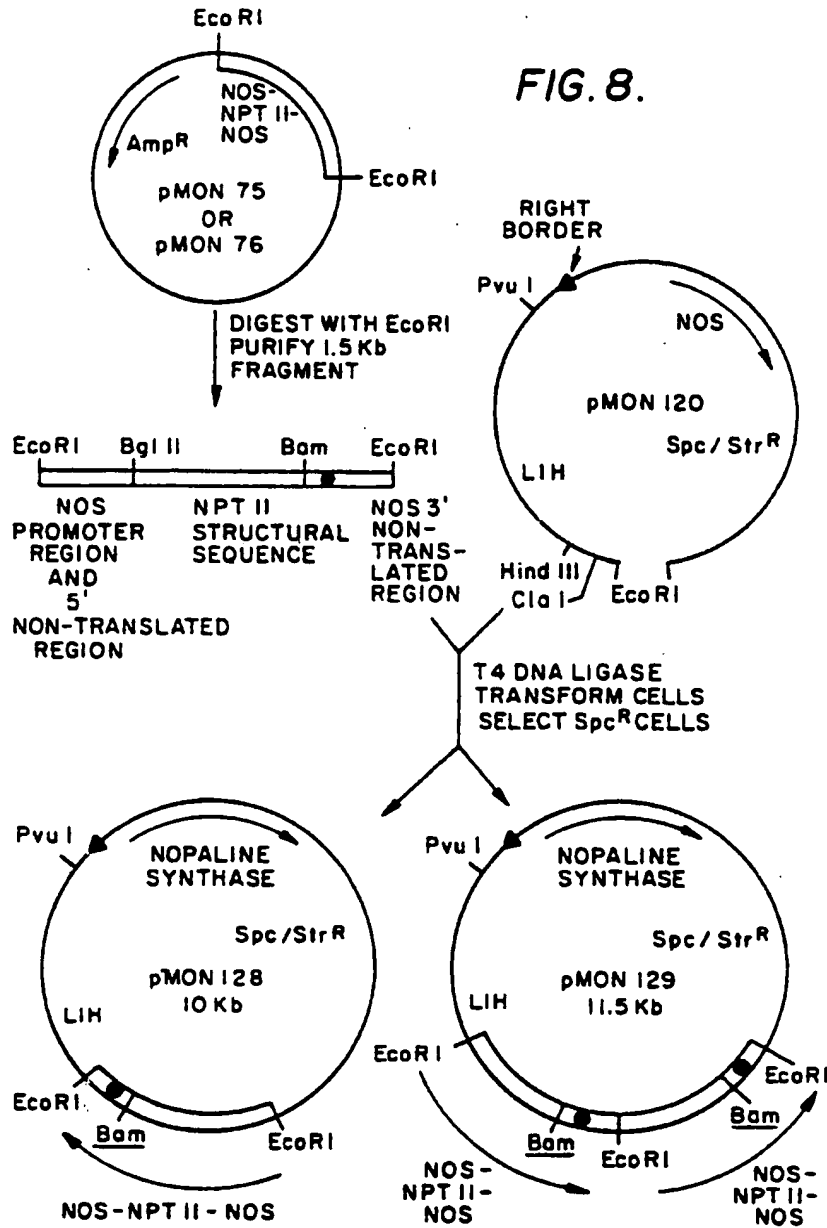 Eco RI
FIG. 8.
NOS-
NPT II-
NOS
AmpR
EcoRI
pMON 75
OR
pMON 76
RIGHT
BORDER
Pvu I
NOS
DIGEST WITH EcoRI
PURIFY 1.5 Kb
FRAGMENT
pMON 120
Spc/StrR
LIH
EcoRI
Bgl II
Bam
EcoRI
NOS
PROMOTER
REGION
AND
5'
NON-TRANSLATED
REGION
NPT II
STRUCTURAL
SEQUENCE
NOS 3'
NON-
TRANS-
LATED
REGION
Hind III
Cla I
EcoRI
T4 DNA LIGASE
TRANSFORM CELLS
SELECT SpcR CELLS
Pvu I
NOPALINE
SYNTHASE
Spc/StrR
pMON 128
10 Kb
LIH
EcoRI
Bam
EcoRI
NOS-NPT II-NOS
Pvu I
NOPALINE
SYNTHASE
Spc/StrR
pMON 129
11.5 Kb
LIH
EcoRI
Bam
EcoRI
Bam
EcoRI
NOS-
NPT II-
NOS
NOS-
NPT II-
NOS